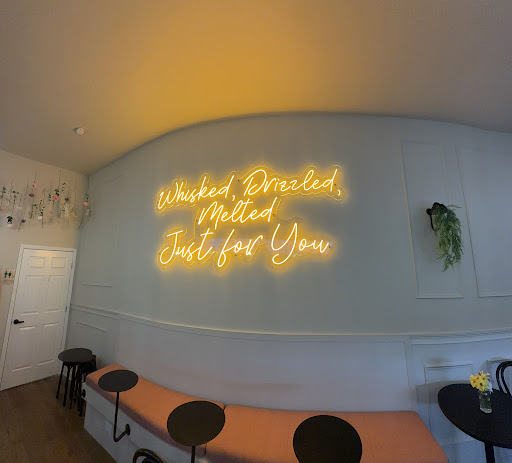 Whisked, Drizzled,
Melted
Just for You